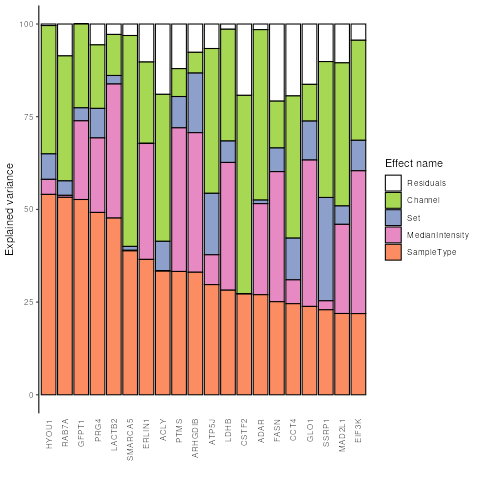 100
75
50
25
0
Explained variance
HYOU1
RAB7A
GFPT1
PRG4
LACTB2
SMARCA5
ERLIN1
ACLY
PTMS
ARHGDIB
ATP5J
LDHB
CSTF2
ADAR
FASN
CCT4
GLO1
SSRP1
MAD2L1
EIF3K
Effect name
Residuals
Channel
Set
MedianIntensity
SampleType